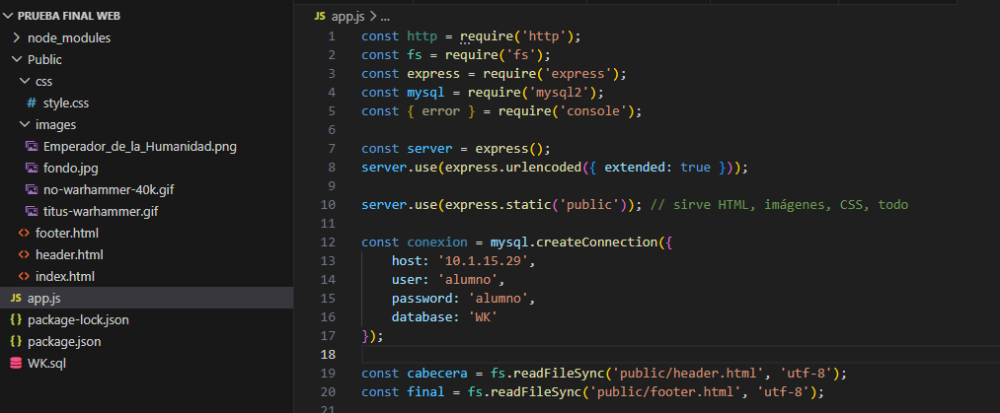 PRUEBA FINAL WEB
node_modules
Public
css
# style.css
images
Emperador_de_la_Humanidad.png
fondo.jpg
no-warhammer-40k.gif
titus-warhammer.gif
<> footer.html
<> header.html
<> index.html
JS app.js
{} package-lock.json
{} package.json
WK.sql
JS app.js > ...
1 const http = require('http');
2 const fs = require('fs');
3 const express = require('express');
4 const mysql = require('mysql2');
5 const { error } = require('console');
6
7 const server = express();
8 server.use(express.urlencoded({ extended: true }));
9
10 server.use(express.static('public')); // sirve HTML, imágenes, CSS, todo
11
12 const conexion = mysql.createConnection({
13 host: '10.1.15.29',
14 user: 'alumno',
15 password: 'alumno',
16 database: 'WK'
17 });
18
19 const cabecera = fs.readFileSync('public/header.html', 'utf-8');
20 const final = fs.readFileSync('public/footer.html', 'utf-8');
21